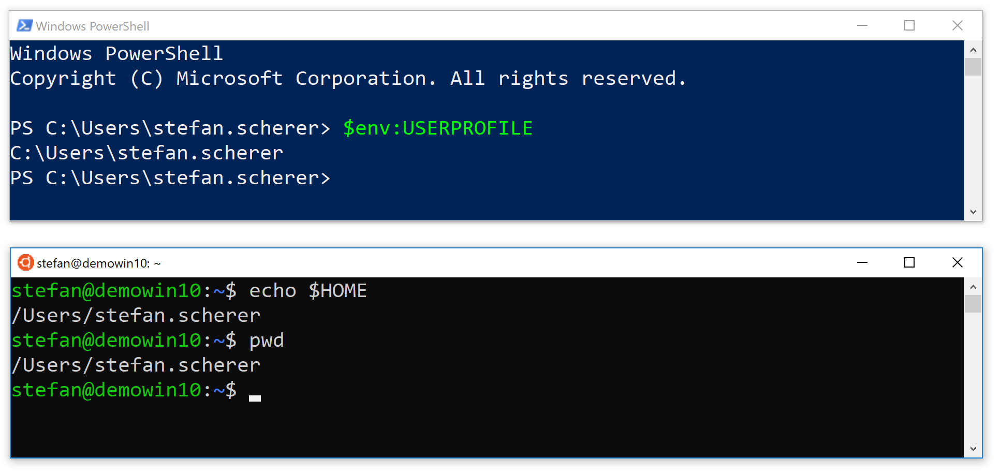 Windows PowerShell
Windows PowerShell
Copyright (C) Microsoft Corporation. All rights reserved.
PS C:\Users\stefan.scherer> $env:USERPROFILE
C:\Users\stefan.scherer
PS C:\Users\stefan.scherer>
stefan@demowin10: ~
stefan@demowin10:~$ echo $HOME
/Users/stefan.scherer
stefan@demowin10:~$ pwd
/Users/stefan.scherer
stefan@demowin10:~$